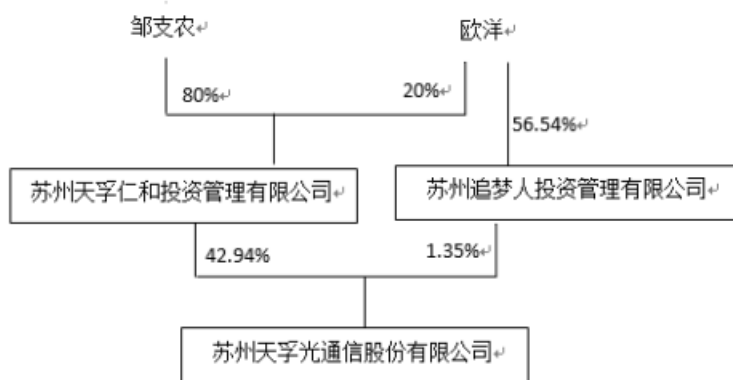 邹支农
欧洋
80%
20%
56.54%
苏州天孚仁和投资管理有限公司
苏州追梦人投资管理有限公司
42.94%
1.35%
苏州天孚光通信股份有限公司